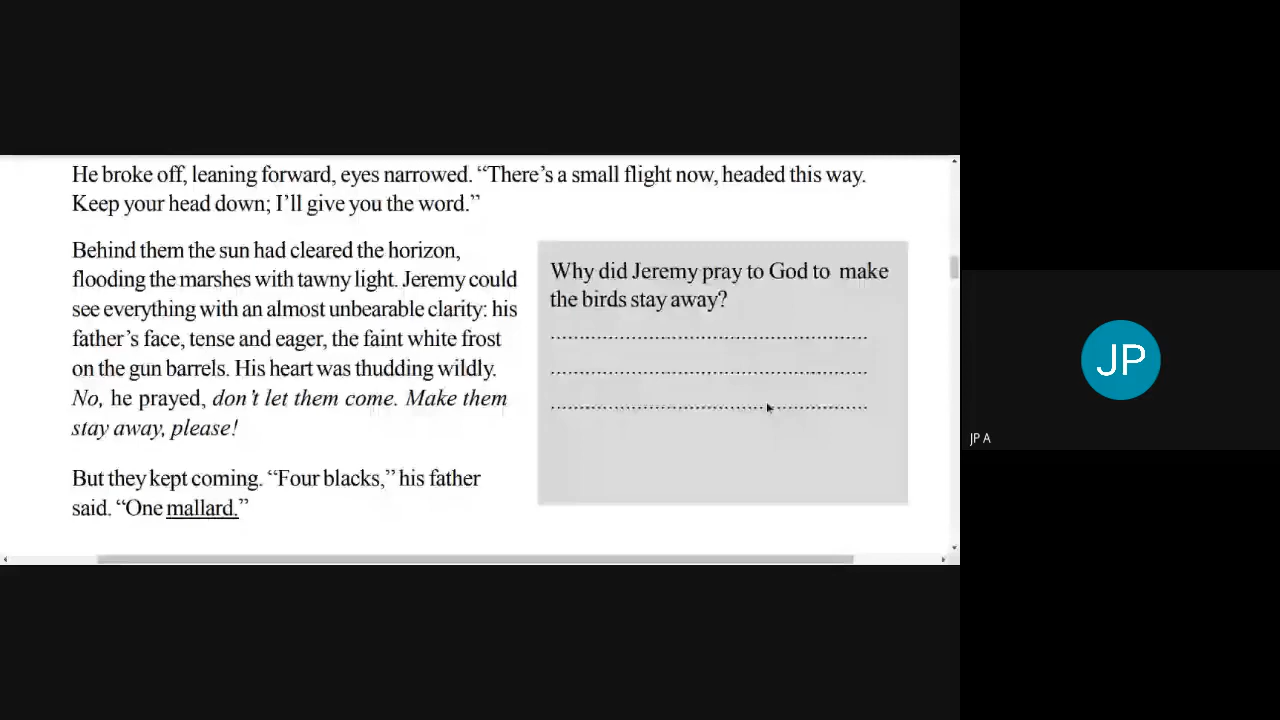 He broke off, leaning forward, eyes narrowed. “There’s a small flight now, headed this way.
Keep your head down; I’ll give you the word.”
Behind them the sun had cleared the horizon,
flooding the marshes with tawny light. Jeremy could
see everything with an almost unbearable clarity: his
father’s face, tense and eager, the faint white frost
on the gun barrels. His heart was thudding wildly.
No, he prayed, don’t let them come. Make them
stay away, please!
But they kept coming. “Four blacks,” his father
said. “One mallard.”
Why did Jeremy pray to God to make
the birds stay away?
JP
JP A